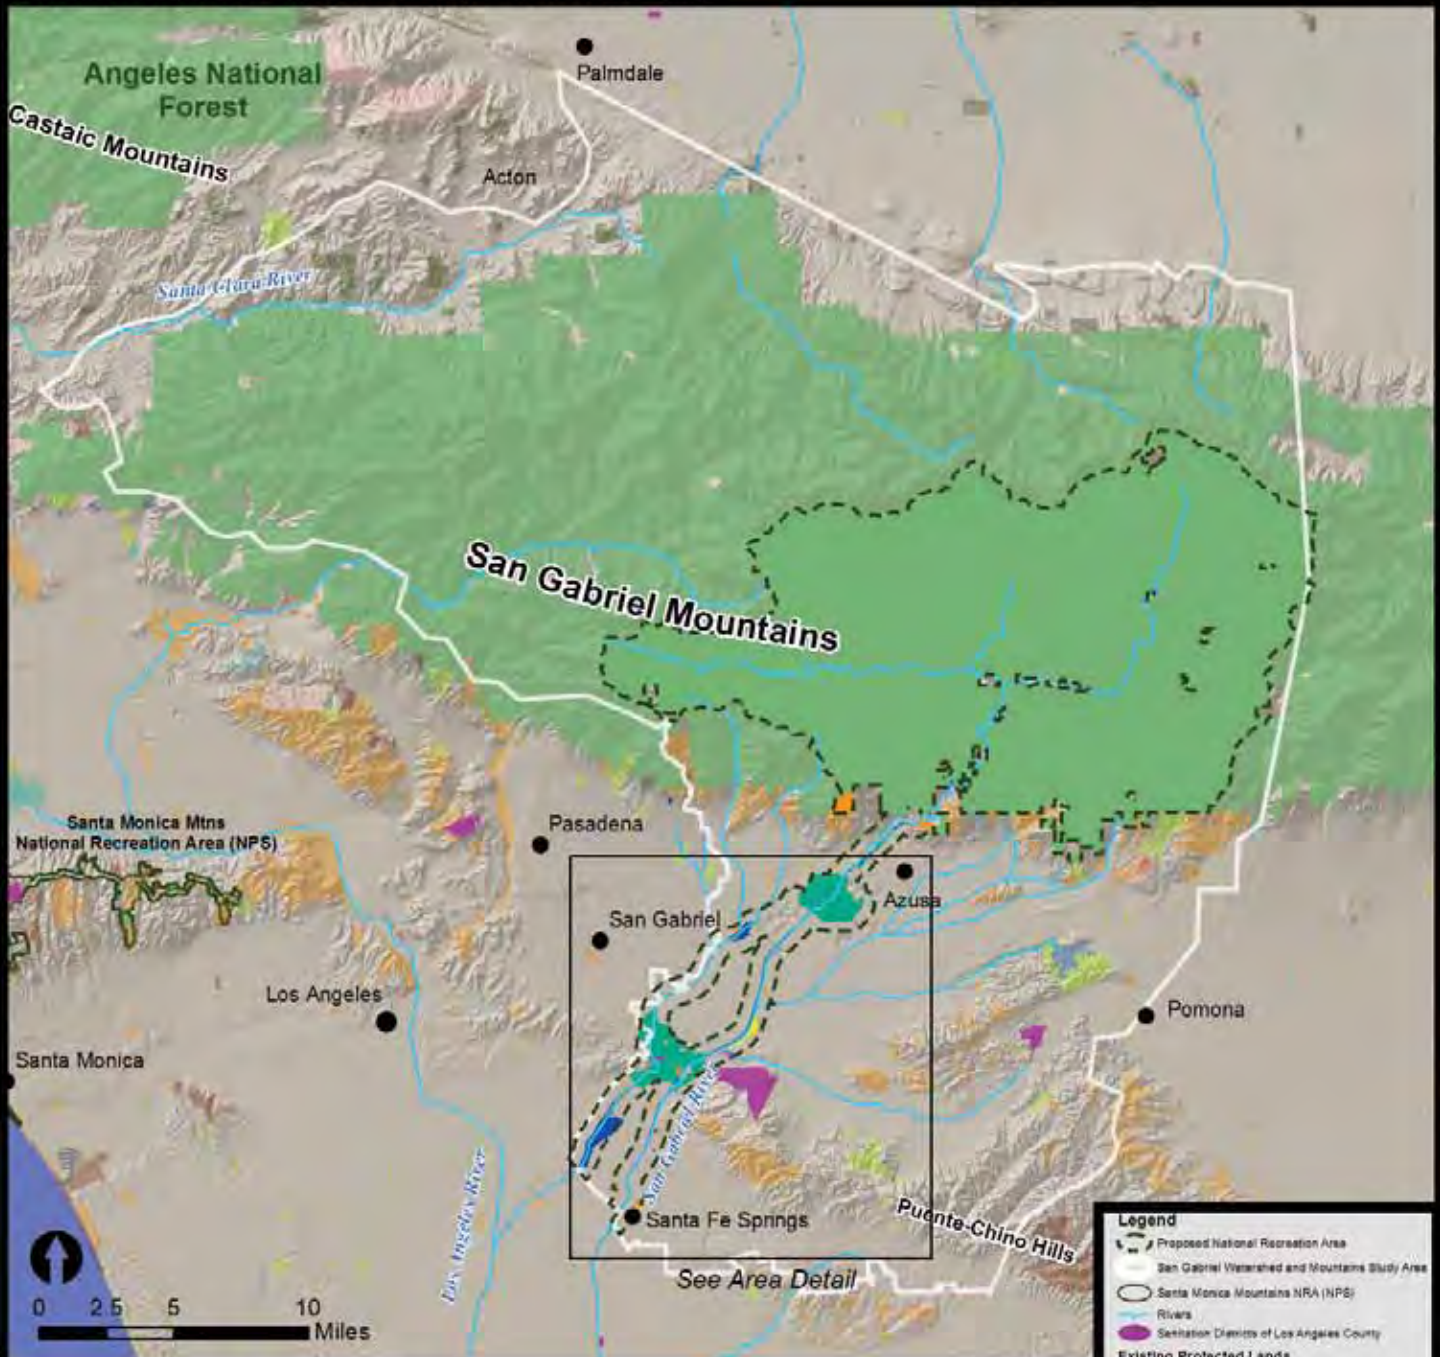 Palmdale
Angeles National
Forest
Castaic Mountains
Acton
Santa Clara River
San Gabriel Mountains
Santa Monica Mtns
National Recreation Area (NPS)
Pasadena
Azusa
San Gabriel
Los Angeles
Pomona
Santa Monica
San Gabriel River
Los Angeles River
Santa Fe Springs
Puente-Chino Hills
See Area Detail
0 2.5 5 10
Miles
Legend
Proposed National Recreation Area
San Gabriel Watershed and Mountains Study Area
Santa Monica Mountains NRA (NPS)
Rivers
Sanitation Districts of Los Angeles County
Existing Protected Lands